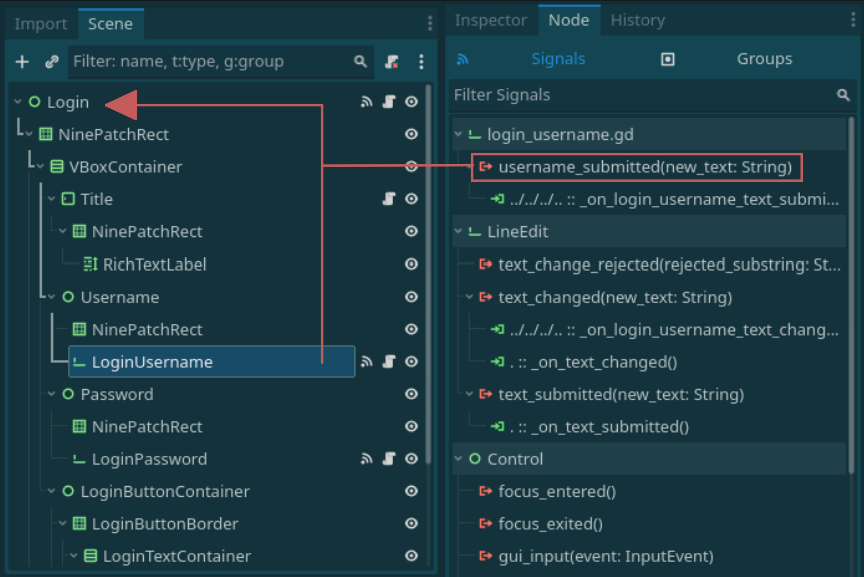 Import
Scene
Filter: name, t:type, g:group
Login
NinePatchRect
VBoxContainer
Title
NinePatchRect
RichTextLabel
Username
NinePatchRect
LoginUsername
Password
NinePatchRect
LoginPassword
LoginButtonContainer
LoginButtonBorder
LoginTextContainer
Inspector
Node
History
Signals
Groups
Filter Signals
login_username.gd
username_submitted(new_text: String)
../../../.. :: _on_login_username_text_submi...
LineEdit
text_change_rejected(rejected_substring: St...
text_changed(new_text: String)
../../../.. :: _on_login_username_text_chang...
. :: _on_text_changed()
text_submitted(new_text: String)
. :: _on_text_submitted()
Control
focus_entered()
focus_exited()
gui_input(event: InputEvent)